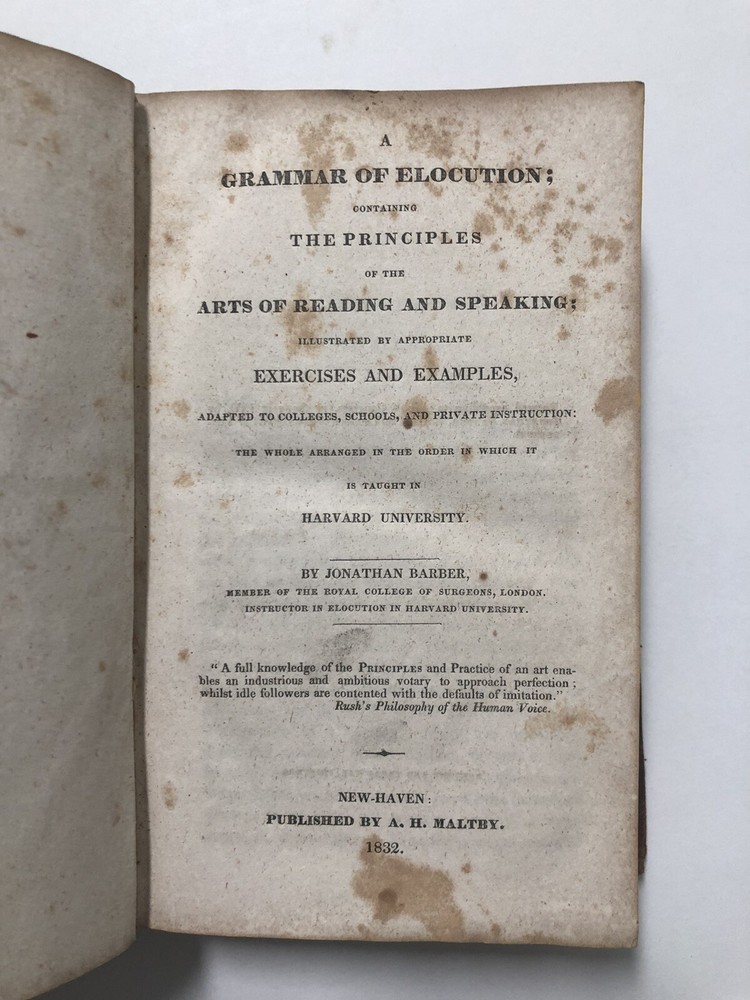 A
GRAMMAR OF ELOCUTION;
CONTAINING
THE PRINCIPLES
OF THE
ARTS OF READING AND SPEAKING;
ILLUSTRATED BY APPROPRIATE
EXERCISES AND EXAMPLES,
ADAPTED TO COLLEGES, SCHOOLS, AND PRIVATE INSTRUCTION:
THE WHOLE ARRANGED IN THE ORDER IN WHICH IT
IS TAUGHT IN
HARVARD UNIVERSITY.
BY JONATHAN BARBER,
MEMBER OF THE ROYAL COLLEGE OF SURGEONS, LONDON.
INSTRUCTOR IN ELOCUTION IN HARVARD UNIVERSITY.
" A full knowledge of the PRINCIPLES and Practice of an art ena-
bles an industrious and ambitious votary to approach perfection ;
whilst idle followers are contented with the defaults of imitation."
Rush's Philosophy of the Human Voice.
NEW-HAVEN:
PUBLISHED BY A. H. MALTBY.
1832.